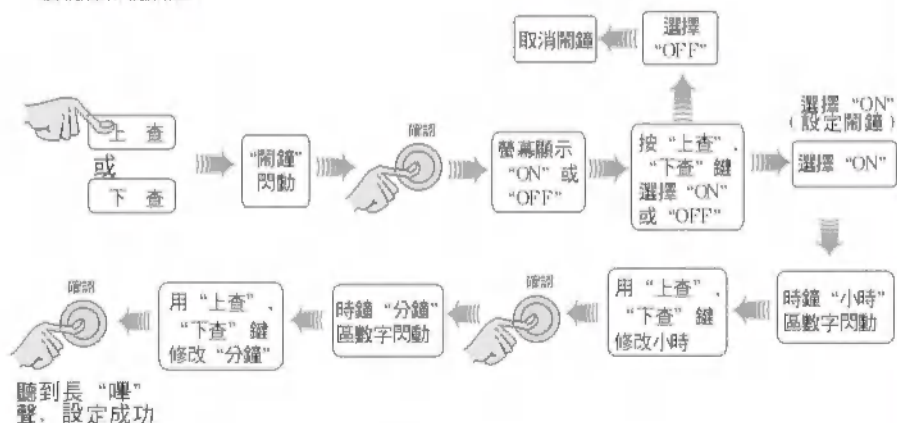 取消鬧鐘
選擇
“OFF”
上 查
或
下 查
“鬧鐘”
閃動
確認
螢幕顯示
“ON” 或
“OFF”
按 “上查”、
“下查” 鍵
選擇 “ON”
或 “OFF”
選擇 “ON”
(設定鬧鐘)
選擇 “ON”
時鐘 “小時”
區數字閃動
用 “上查”、
“下查” 鍵
修改小時
確認
時鐘 “分鐘”
區數字閃動
用 “上查”、
“下查” 鍵
修改 “分鐘”
確認
聽到長 “嗶”
聲，設定成功